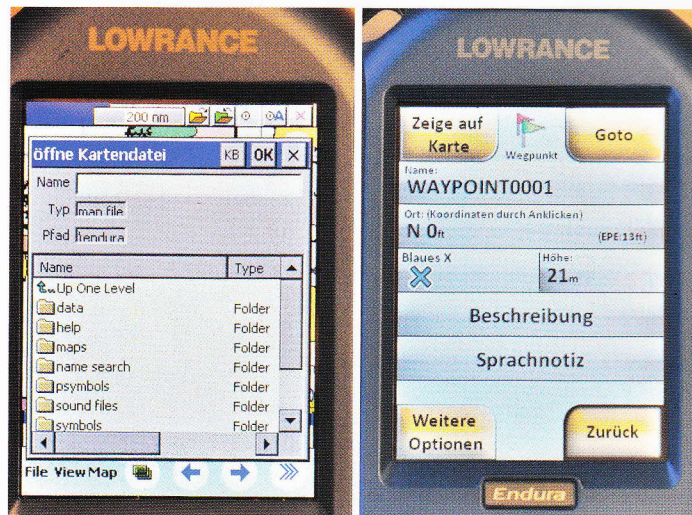 LOWRANCE
200 nm
öffne Kartendatei KB OK ×
Name
Typ man file
Pfad \endura
Name Type
Up One Level
data Folder
help Folder
maps Folder
name search Folder
psymbols Folder
sound files Folder
symbols Folder
File View Map
LOWRANCE
Zeige auf
Karte
Wegpunkt
Goto
Name:
WAYPOINT0001
Ort: (Koordinaten durch Anklicken)
N 0ft (EPE:13ft)
Blaues X Höhe:
21m
Beschreibung
Sprachnotiz
Weitere
Optionen
Zurück
Endura